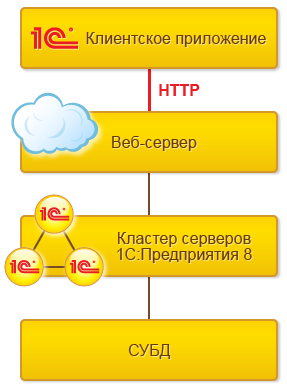 1С Клиентское приложение
HTTP
Веб-сервер
1С
Кластер серверов
1С:Предприятия 8
1С 1С
СУБД